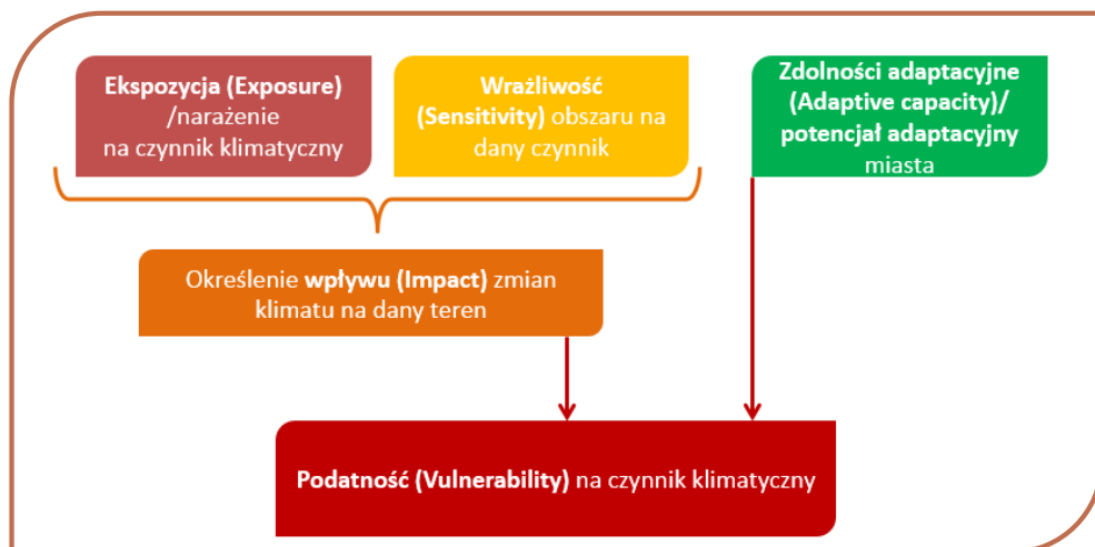 Ekspozycja (Exposure)
/narażenie
na czynnik klimatyczny
Wrażliwość
(Sensitivity) obszaru na
dany czynnik
Zdolności adaptacyjne
(Adaptive capacity)/
potencjał adaptacyjny
miasta
Określenie wpływu (Impact) zmian
klimatu na dany teren
Podatność (Vulnerability) na czynnik klimatyczny